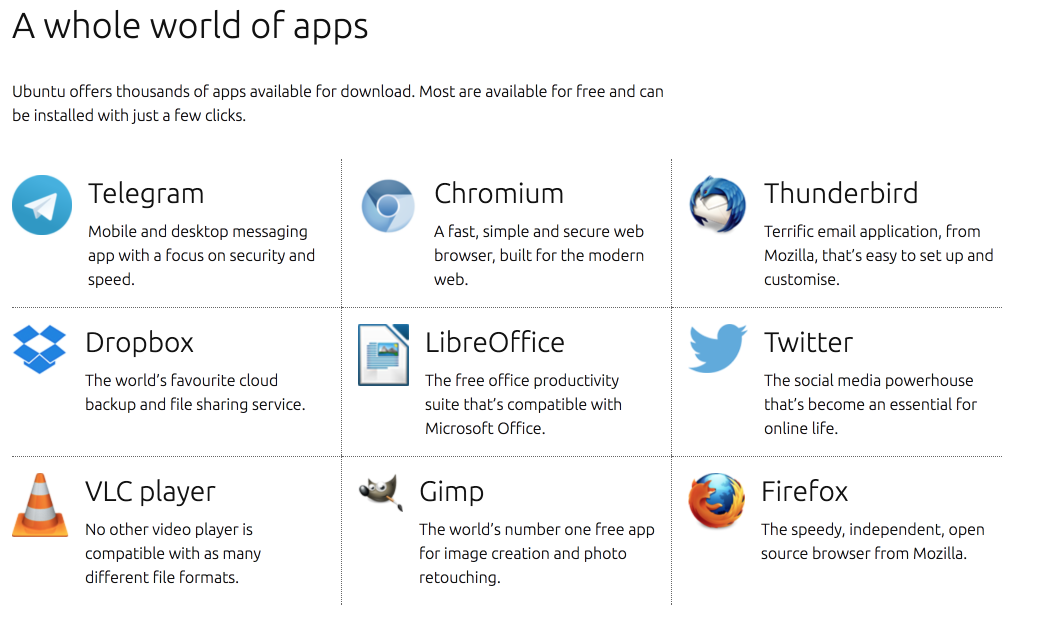 A whole world of apps
Ubuntu offers thousands of apps available for download. Most are available for free and can
be installed with just a few clicks.
Telegram
Mobile and desktop messaging
app with a focus on security and
speed.
Chromium
A fast, simple and secure web
browser, built for the modern
web.
Thunderbird
Terrific email application, from
Mozilla, that’s easy to set up and
customise.
Dropbox
The world’s favourite cloud
backup and file sharing service.
LibreOffice
The free office productivity
suite that’s compatible with
Microsoft Office.
Twitter
The social media powerhouse
that’s become an essential for
online life.
VLC player
No other video player is
compatible with as many
different file formats.
Gimp
The world’s number one free app
for image creation and photo
retouching.
Firefox
The speedy, independent, open
source browser from Mozilla.